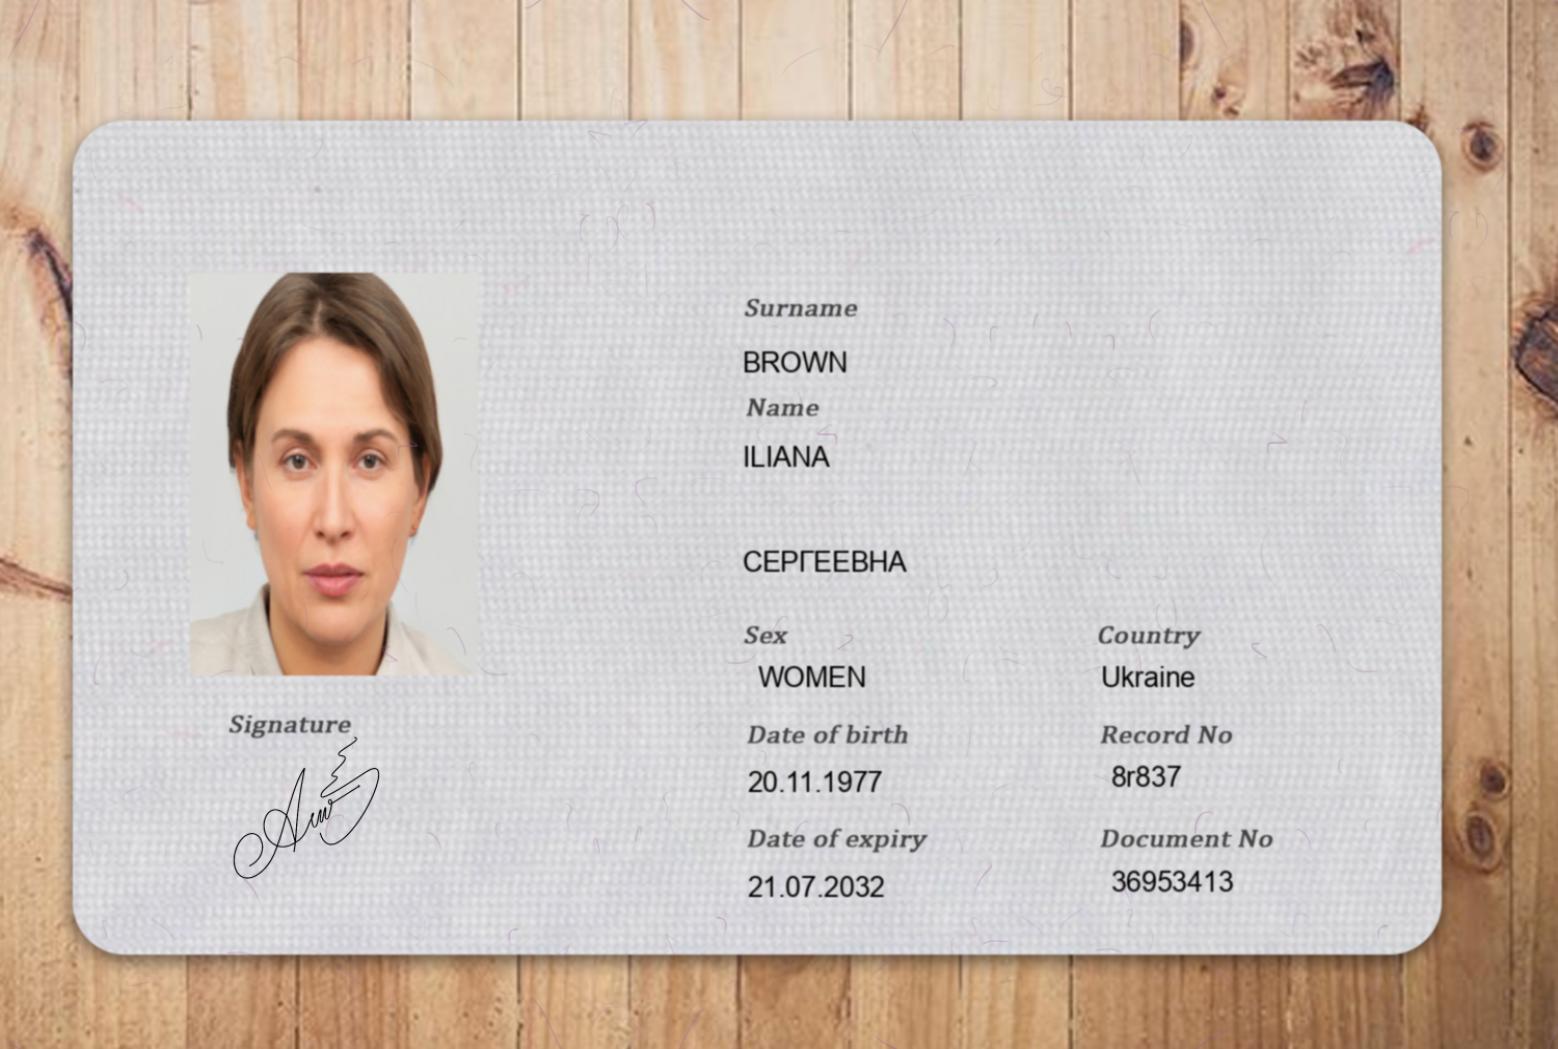 Surname
BROWN
Name
ILIANA
СЕРГЕЕВНА
Sex Country
WOMEN Ukraine
Date of birth Record No
20.11.1977 8r837
Date of expiry Document No
21.07.2032 36953413
Signature